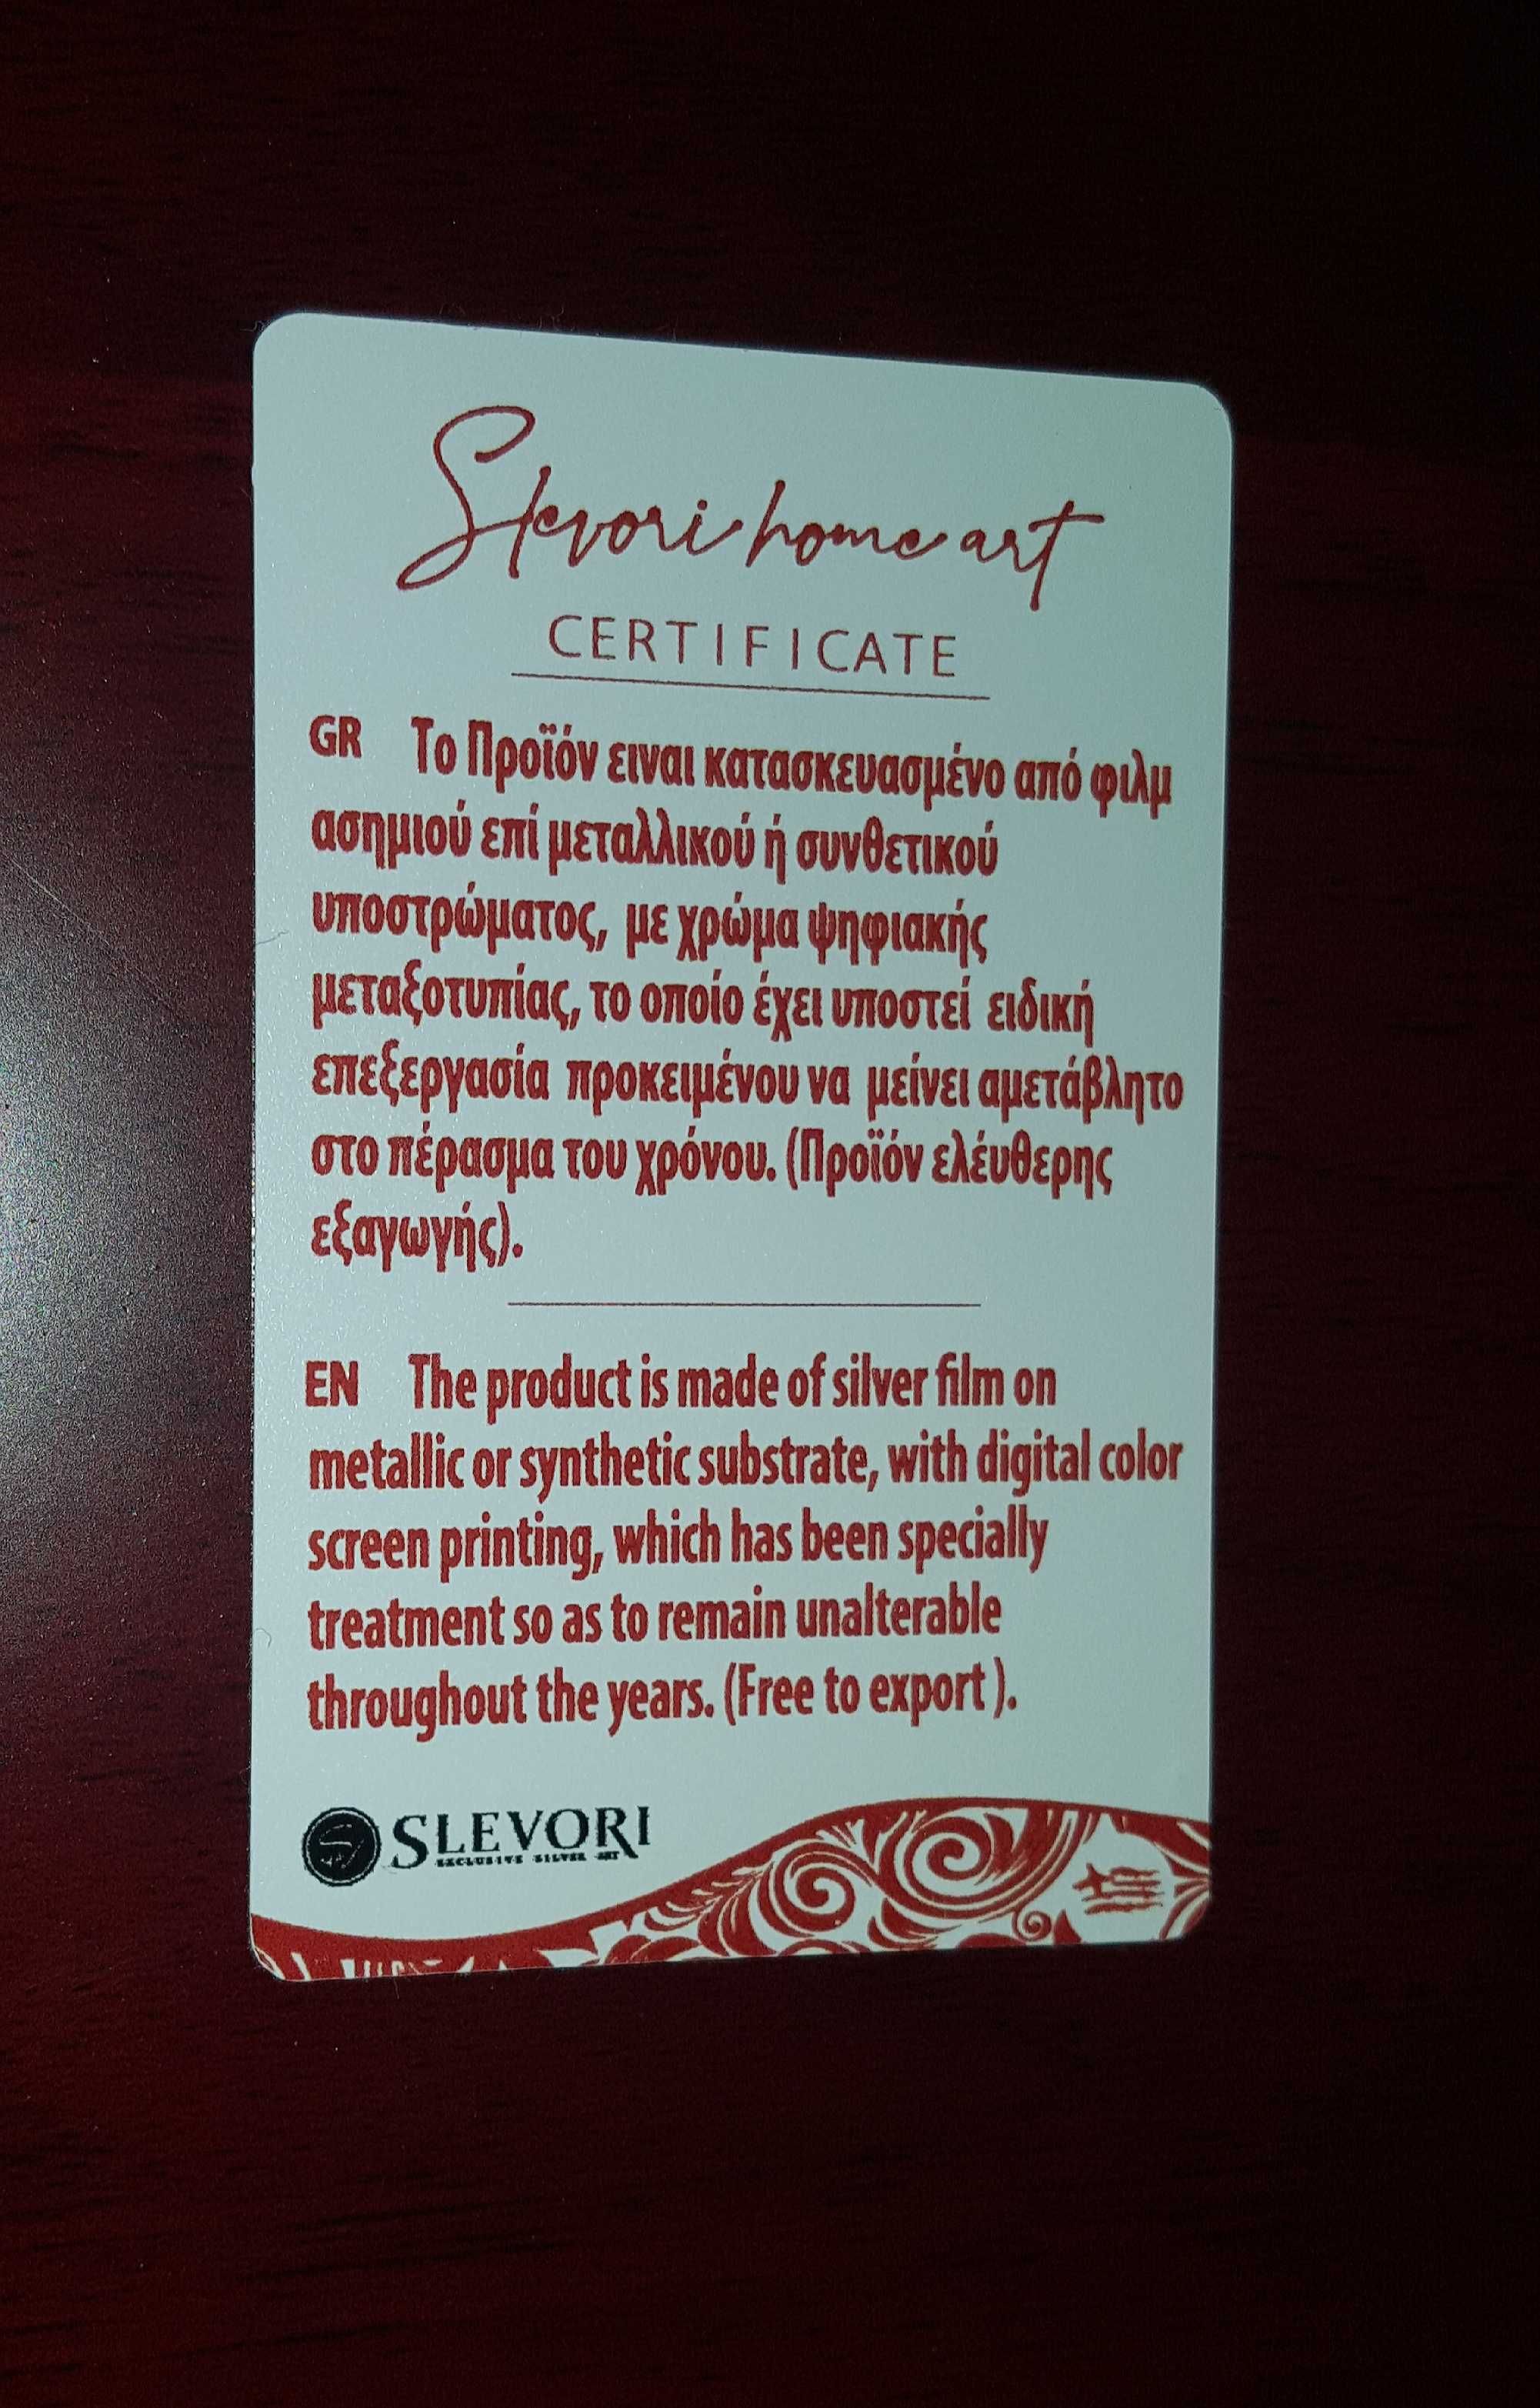 Slevori home art
CERTIFICATE
GR Το Προϊόν ειναι κατασκευασμένο από φιλμ
ασημιού επί μεταλλικού ή συνθετικού
υποστρώματος, με χρώμα ψηφιακής
μεταξοτυπίας, το οποίο έχει υποστεί ειδική
επεξεργασία προκειμένου να μείνει αμετάβλητο
στο πέρασμα του χρόνου. (Προϊόν ελέυθερης
εξαγωγής).
EN The product is made of silver film on
metallic or synthetic substrate, with digital color
screen printing, which has been specially
treatment so as to remain unalterable
throughout the years. (Free to export ).
SLEVORI
EXCLUSIVE SILVER ART